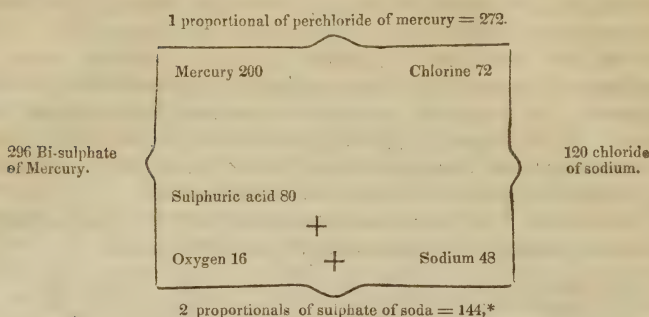 1 proportional of perchloride of mercury = 272.
Mercury 200 Chlorine 72
296 Bi-sulphate
of Mercury.
120 chloride
of sodium.
Sulphuric acid 80
+
Oxygen 16 + Sodium 48
2 proportionals of sulphate of soda = 144,*